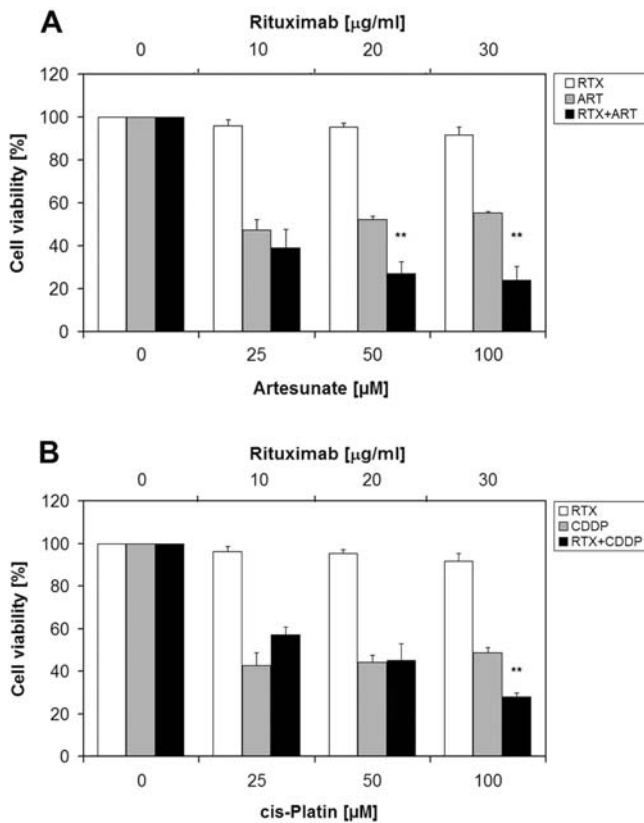 A
Rituximab [μg/ml]
0 10 20 30
120
100
80
60
40
20
0
Cell viability [%]
RTX
ART
RTX+ART
**
**
0 25 50 100
Artesunate [μM]
B
Rituximab [μg/ml]
0 10 20 30
120
100
80
60
40
20
0
Cell viability [%]
RTX
CDDP
RTX+CDDP
**
0 25 50 100
cis-Platin [μM]